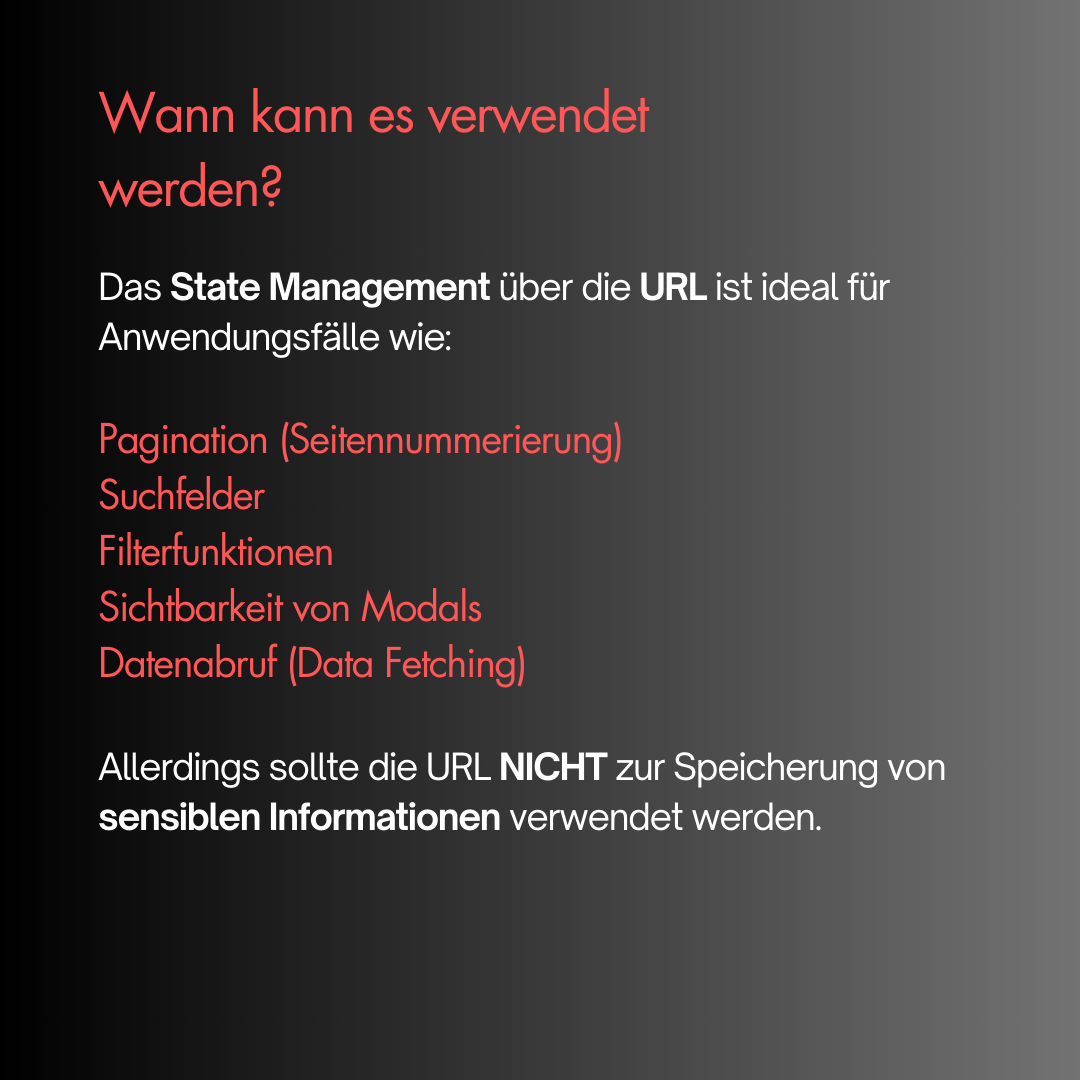 Wann kann es verwendet
werden?
Das State Management über die URL ist ideal für
Anwendungsfälle wie:
Pagination (Seitennummerierung)
Suchfelder
Filterfunktionen
Sichtbarkeit von Modals
Datenabruf (Data Fetching)
Allerdings sollte die URL NICHT zur Speicherung von
sensiblen Informationen verwendet werden.